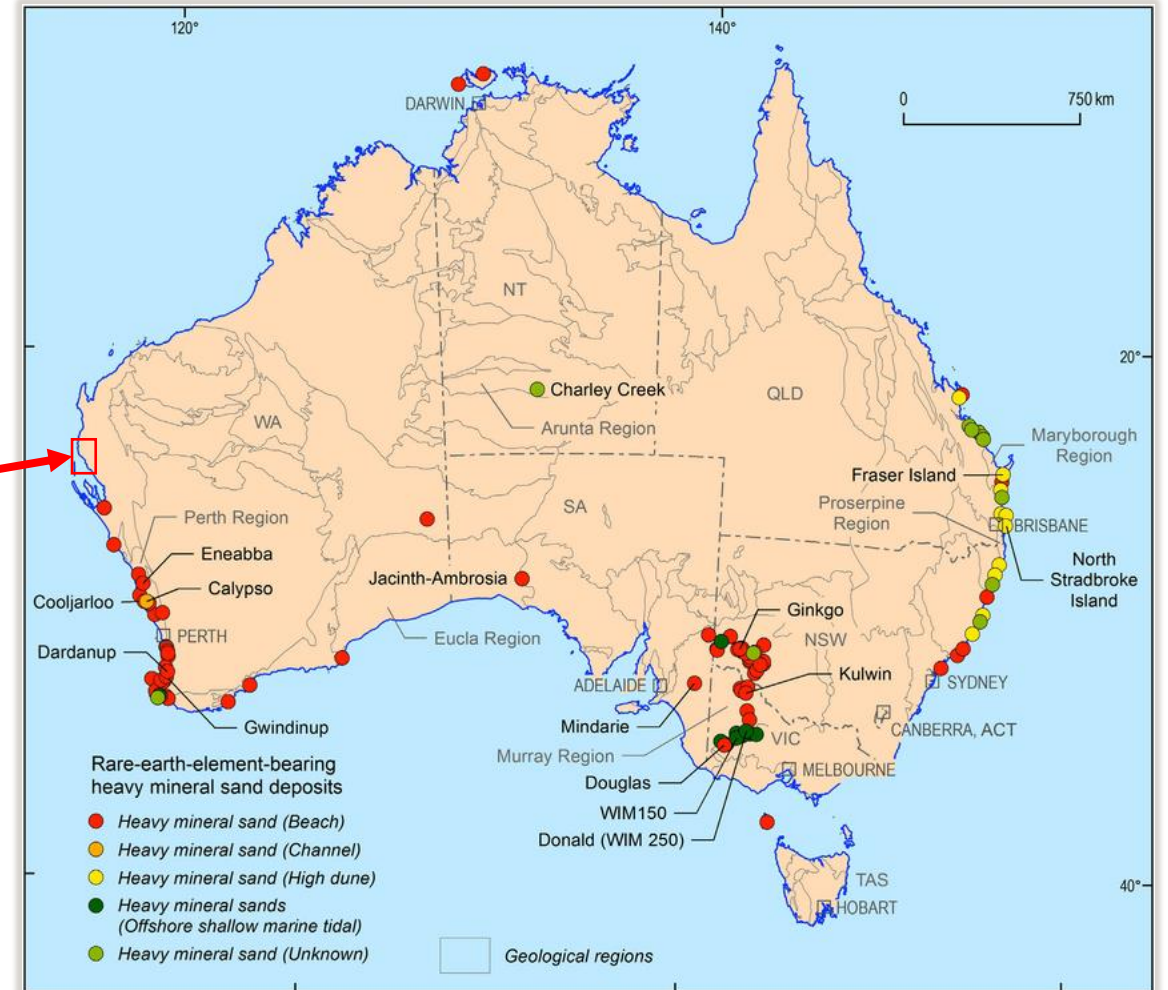 120°
140°
DARWIN
0
750 km
NT
20°
Charley Creek
QLD
WA
Arunta Region
Maryborough
Region
Fraser Island
SA
Proserpine
Region
Perth Region
BRISBANE
Eneabba
North
Stradbroke
Island
Jacinth-Ambrosia
Calypso
Cooljarloo
Ginkgo
PERTH
Eucla Region
NSW
Dardanup
Kulwin
ADELAIDE
SYDNEY
Mindarie
Gwindinup
CANBERRA, ACT
VIC
Murray Region
MELBOURNE
Douglas
WIM150
Donald (WIM 250)
TAS
HOBART
40°
Rare-earth-element-bearing
heavy mineral sand deposits
Heavy mineral sand (Beach)
Heavy mineral sand (Channel)
Heavy mineral sand (High dune)
Heavy mineral sands
(Offshore shallow marine tidal)
Heavy mineral sand (Unknown)
Geological regions